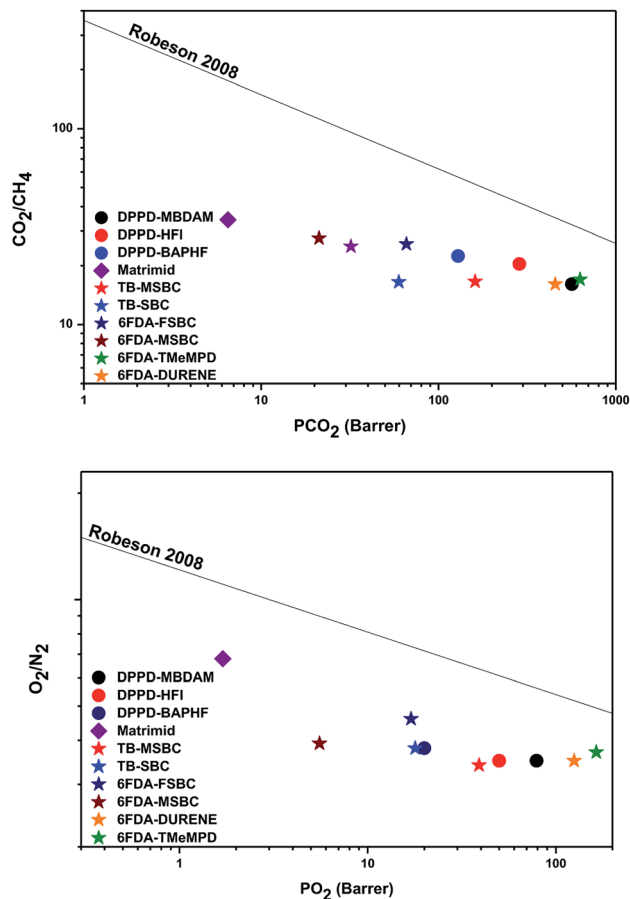 Robeson 2008
100
10
CO2/CH4
DPPD-MBDAM
DPPD-HFI
DPPD-BAPHF
Matrimid
TB-MSBC
TB-SBC
6FDA-FSBC
6FDA-MSBC
6FDA-TMeMPD
6FDA-DURENE
1 10 100 1000
PCO2 (Barrer)
Robeson 2008
O2/N2
DPPD-MBDAM
DPPD-HFI
DPPD-BAPHF
Matrimid
TB-MSBC
TB-SBC
6FDA-FSBC
6FDA-MSBC
6FDA-DURENE
6FDA-TMeMPD
1 10 100
PO2 (Barrer)